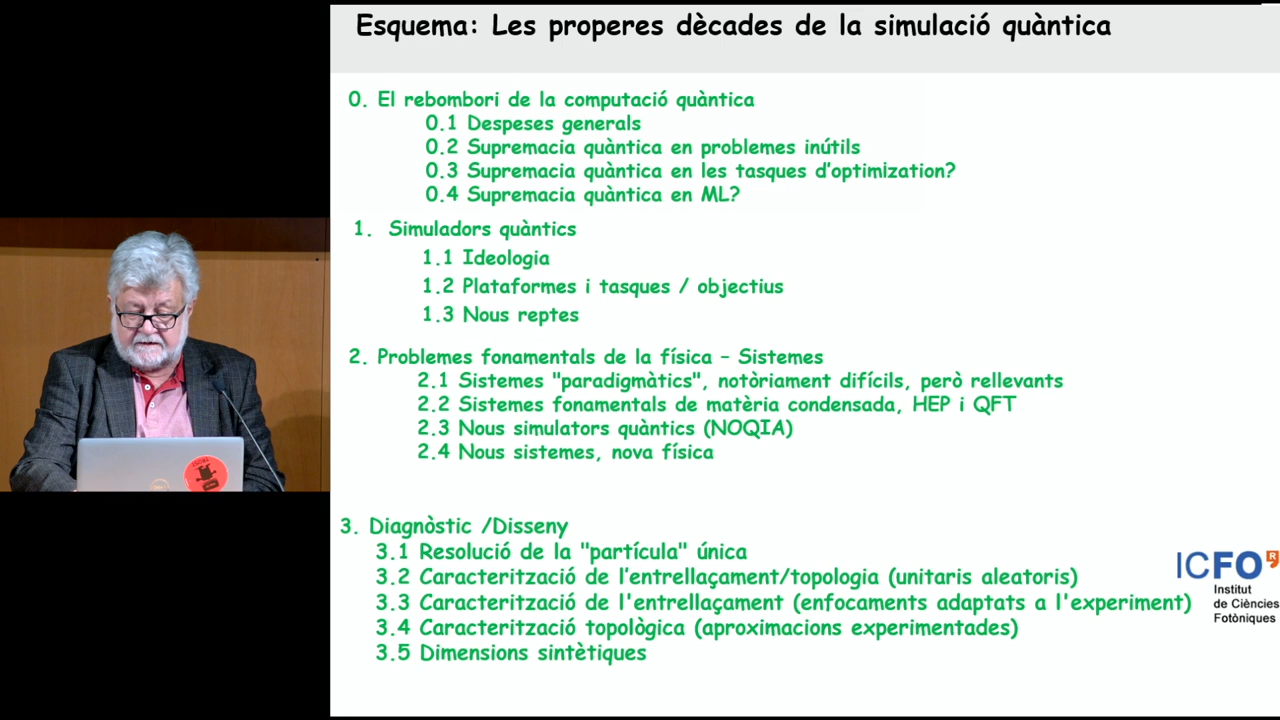 Esquema: Les properes dècades de la simulació quàntica
0. El rebombori de la computació quàntica
0.1 Despeses generals
0.2 Supremacia quàntica en problemes inútils
0.3 Supremacia quàntica en les tasques d'optimization?
0.4 Supremacia quàntica en ML?
1. Simuladors quàntics
1.1 Ideologia
1.2 Plataformes i tasques / objectius
1.3 Nous reptes
2. Problemes fonamentals de la física – Sistemes
2.1 Sistemes "paradigmàtics", notòriament difícils, però rellevants
2.2 Sistemes fonamentals de matèria condensada, HEP i QFT
2.3 Nous simulators quàntics (NOQIA)
2.4 Nous sistemes, nova física
3. Diagnòstic /Disseny
3.1 Resolució de la "partícula" única
3.2 Caracterització de l'entrellaçament/topologia (unitaris aleatoris)
3.3 Caracterització de l'entrellaçament (enfocaments adaptats a l'experiment)
3.4 Caracterització topològica (aproximacions experimentades)
3.5 Dimensions sintètiques
ICFO R
Institut
de Ciències
Fotòniques